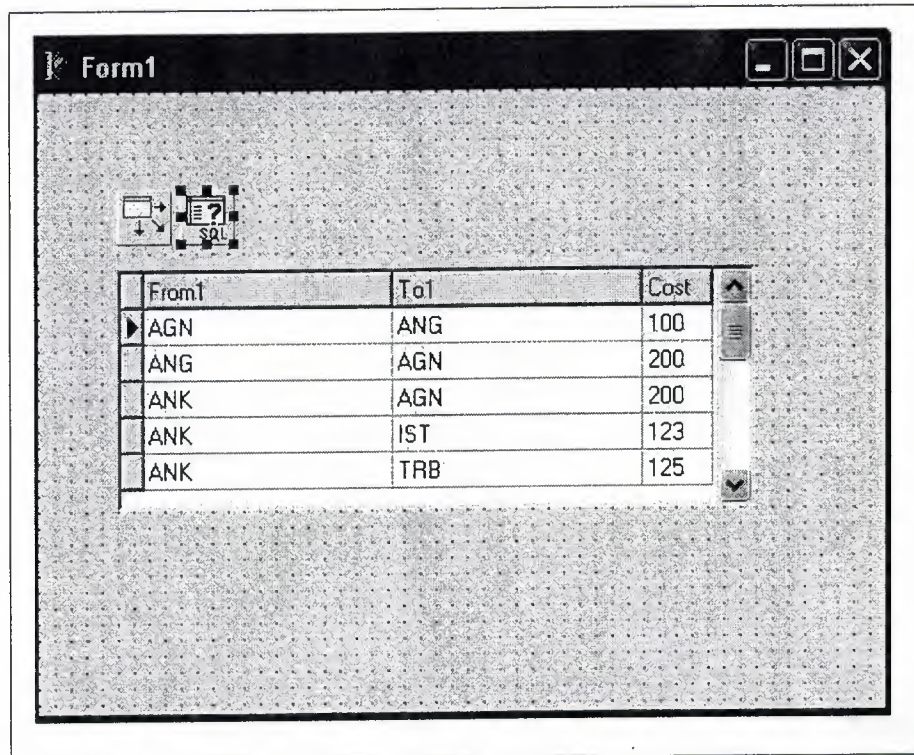 Form1
SQL
From1 To1 Cost
AGN ANG 100
ANG AGN 200
ANK AGN 200
ANK IST 123
ANK TRB 125